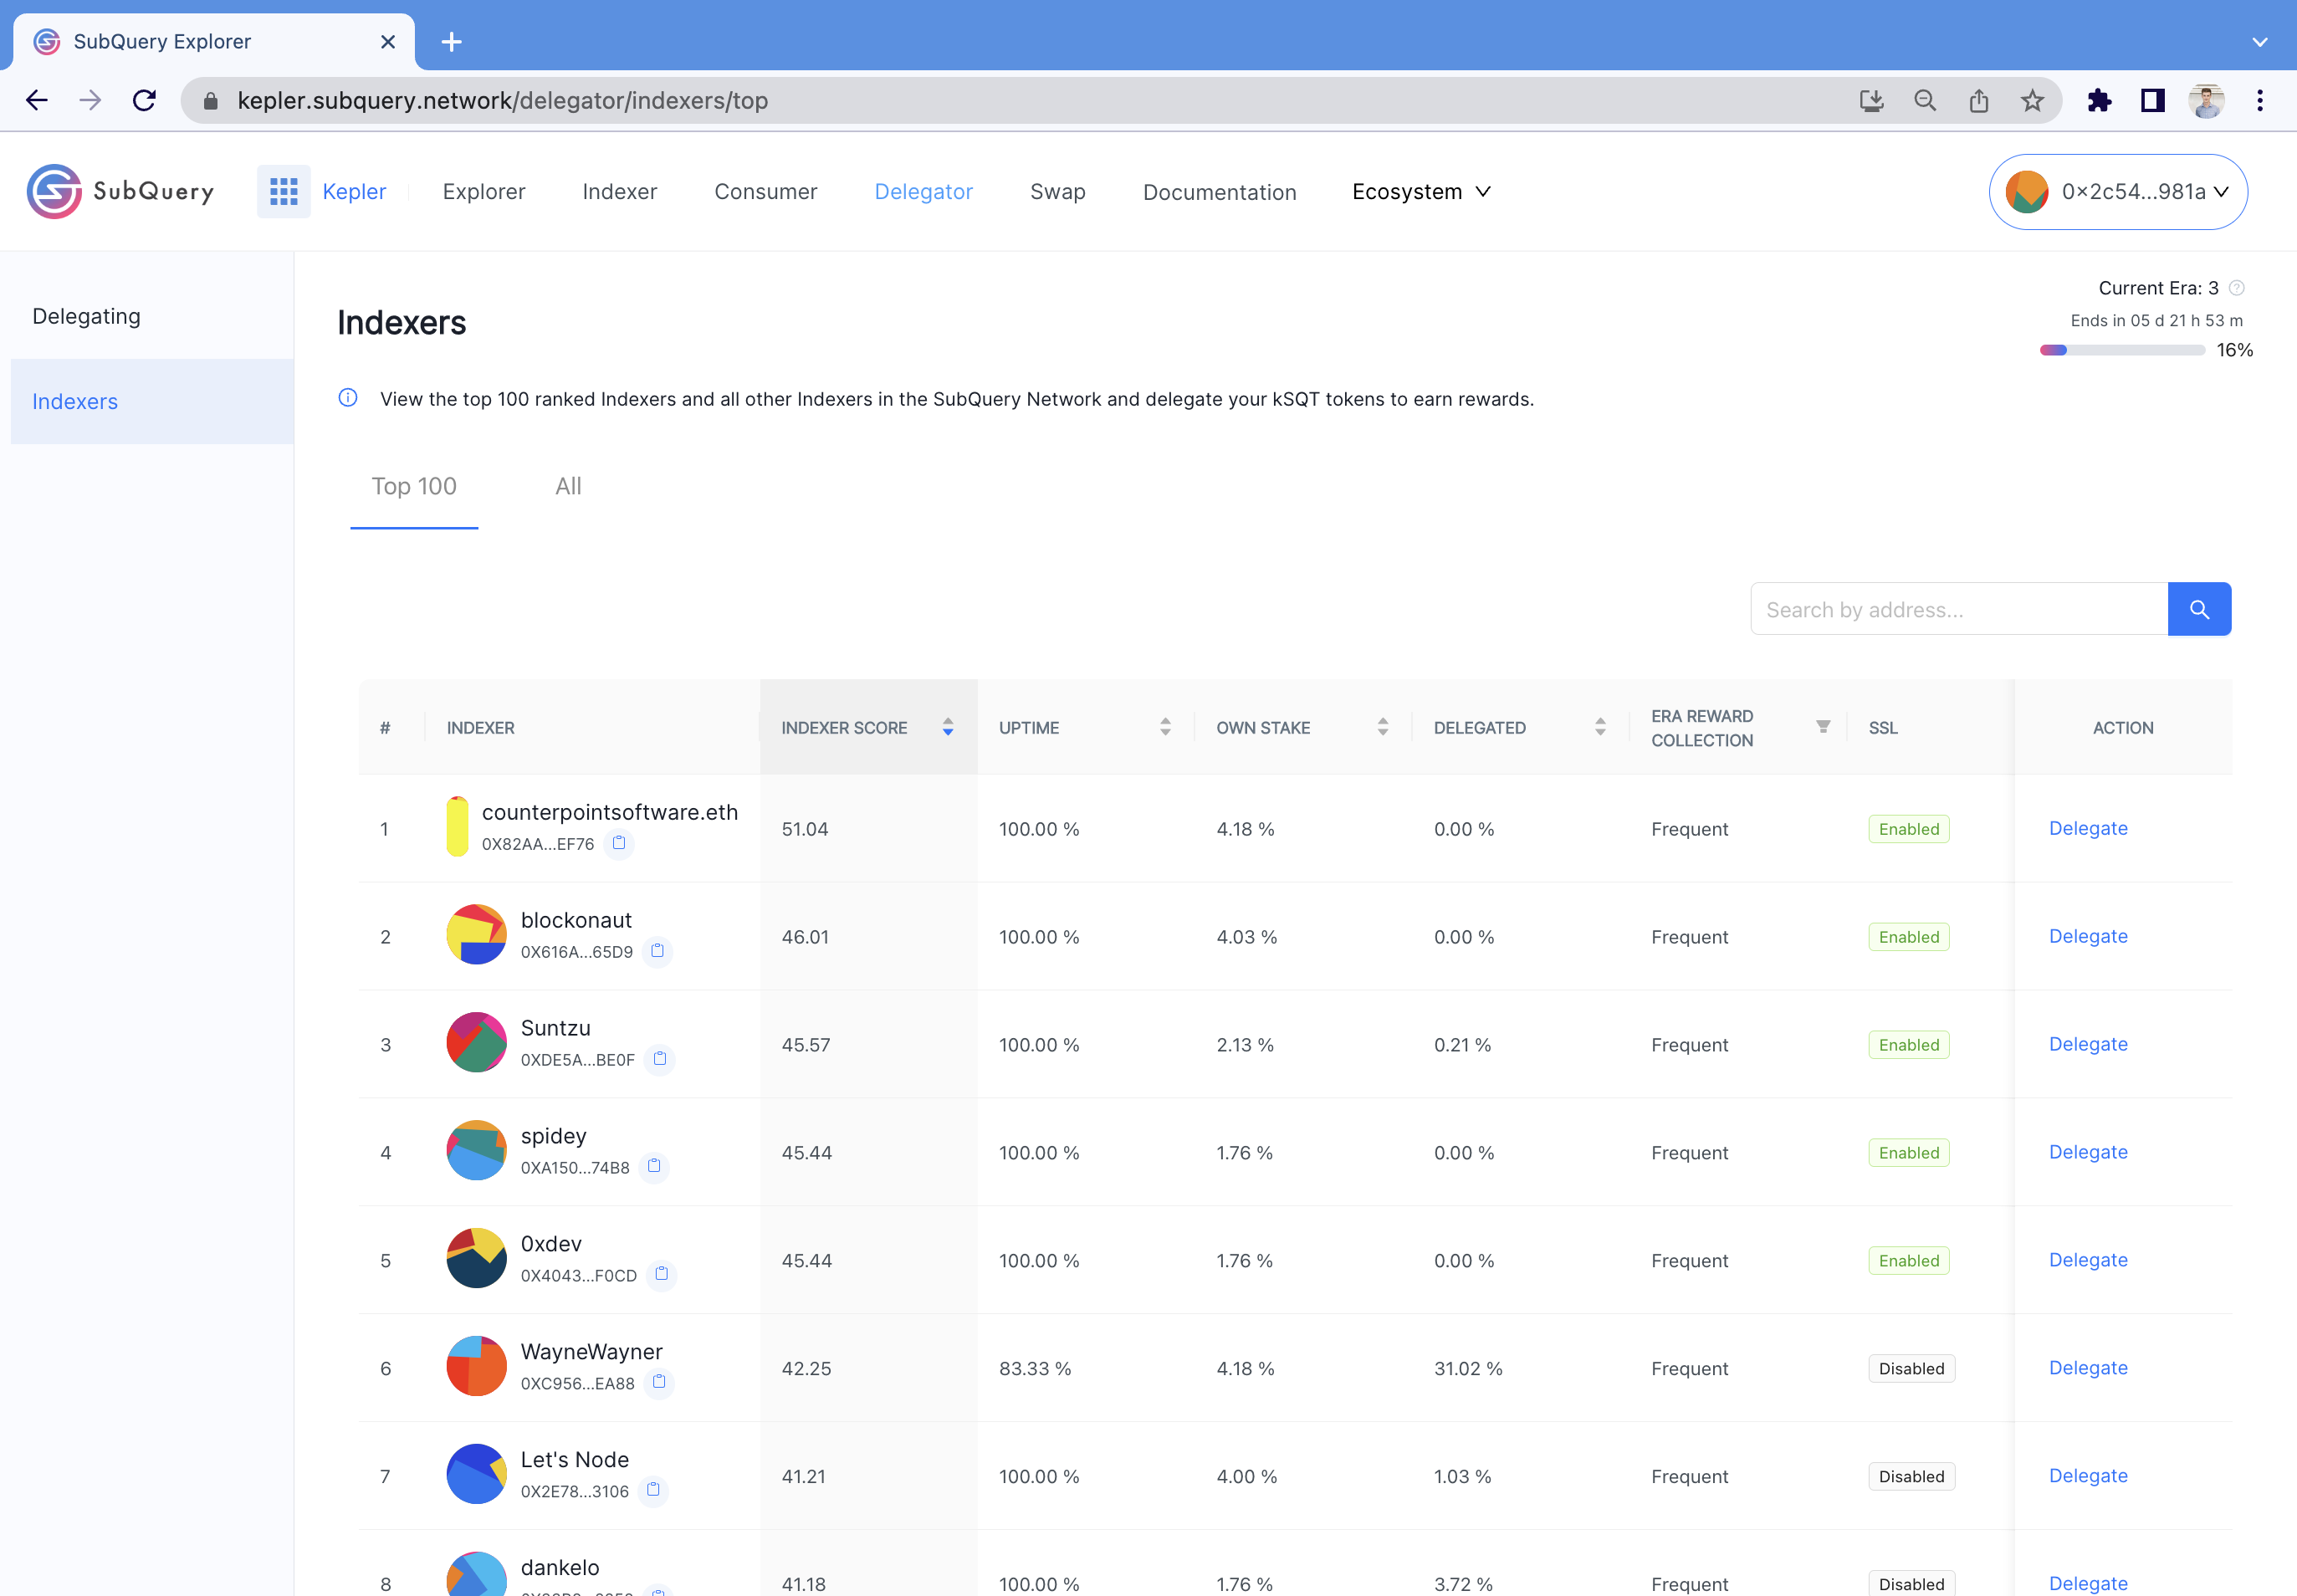 SubQuery Explorer
kepler.subquery.network/delegator/indexers/top
SubQuery Kepler Explorer Indexer Consumer Delegator Swap Documentation Ecosystem 0x2c54...981a
Delegating
Indexers
Indexers
Current Era: 3
Ends in 05 d 21 h 53 m
16%
View the top 100 ranked Indexers and all other Indexers in the SubQuery Network and delegate your kSQT tokens to earn rewards.
Top 100 All
Search by address...
# INDEXER INDEXER SCORE UPTIME OWN STAKE DELEGATED ERA REWARD COLLECTION SSL ACTION
1 counterpointsoftware.eth 51.04 100.00 % 4.18 % 0.00 % Frequent Enabled Delegate
0X82AA...EF76
2 blockonaut 46.01 100.00 % 4.03 % 0.00 % Frequent Enabled Delegate
0X616A...65D9
3 Suntzu 45.57 100.00 % 2.13 % 0.21 % Frequent Enabled Delegate
0XDE5A...BE0F
4 spidey 45.44 100.00 % 1.76 % 0.00 % Frequent Enabled Delegate
0XA150...74B8
5 0xdev 45.44 100.00 % 1.76 % 0.00 % Frequent Enabled Delegate
0X4043...F0CD
6 WayneWayner 42.25 83.33 % 4.18 % 31.02 % Frequent Disabled Delegate
0XC956...EA88
7 Let's Node 41.21 100.00 % 4.00 % 1.03 % Frequent Disabled Delegate
0X2E78...3106
8 dankelo 41.18 100.00 % 1.76 % 3.72 % Frequent Disabled Delegate